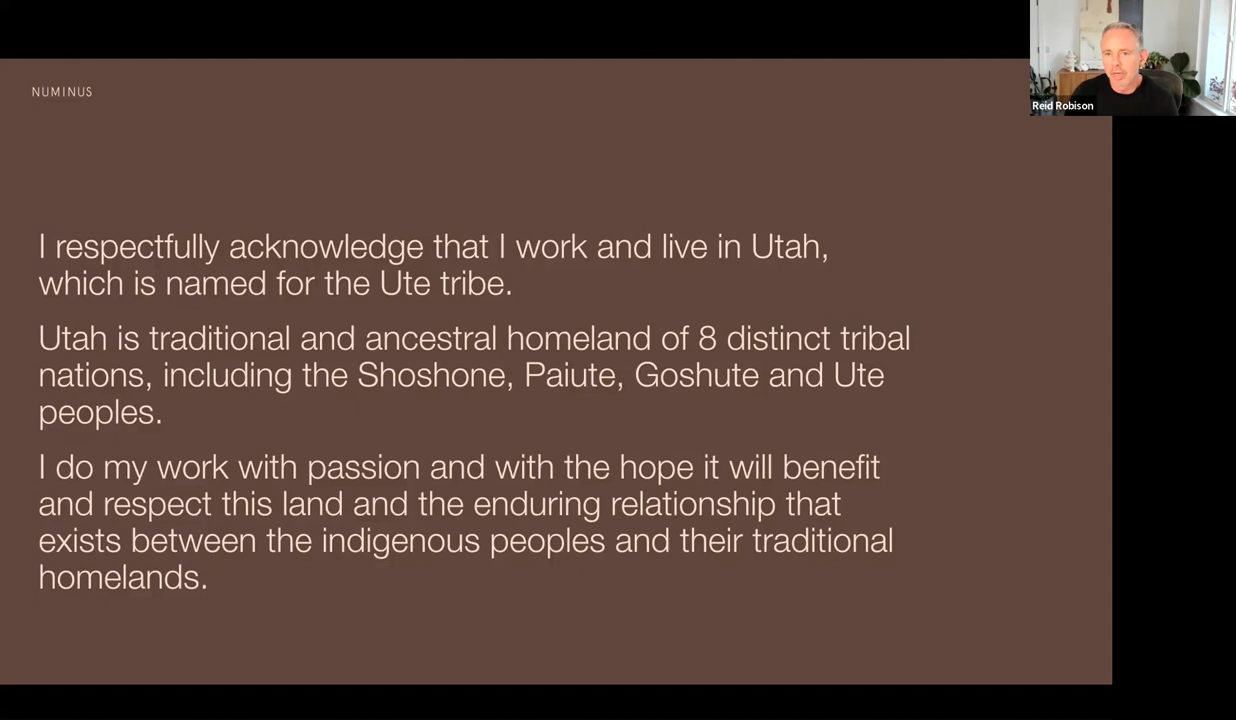 NUMINUS
Reid Robison
I respectfully acknowledge that I work and live in Utah,
which is named for the Ute tribe.
Utah is traditional and ancestral homeland of 8 distinct tribal
nations, including the Shoshone, Paiute, Goshute and Ute
peoples.
I do my work with passion and with the hope it will benefit
and respect this land and the enduring relationship that
exists between the indigenous peoples and their traditional
homelands.